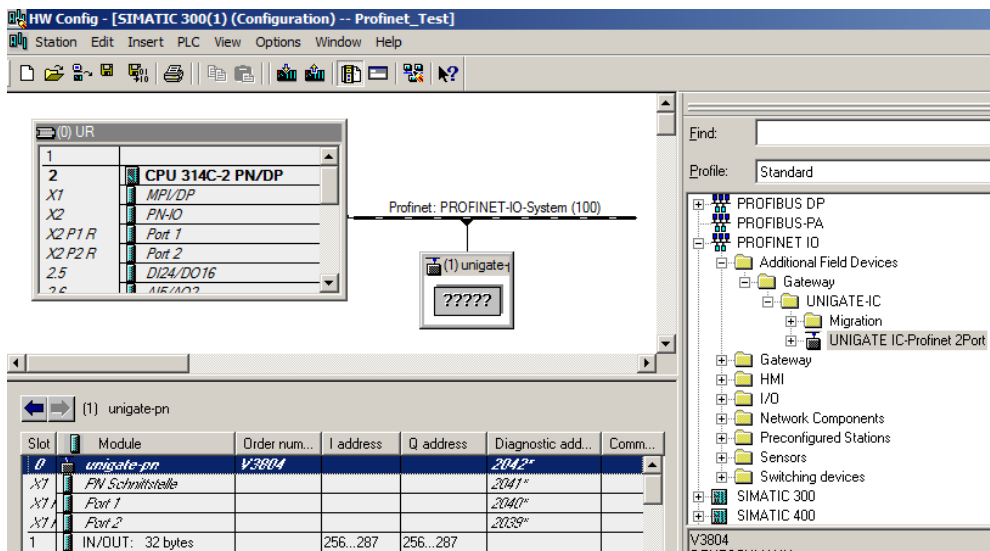 HW Config - [SIMATIC 300(1) (Configuration) -- Profinet_Test]
Station Edit Insert PLC View Options Window Help
(0) UR
1
2 CPU 314C-2 PN/DP
X1 MPI/DP
X2 PN-IO
X2 P1 R Port 1
X2 P2 R Port 2
2.5 DI24/DO16
2.6 AI5/AO2
Profinet: PROFINET-IO-System (100)
(1) unigate-
?????
Find:
Profile: Standard
PROFIBUS DP
PROFIBUS-PA
PROFINET IO
Additional Field Devices
Gateway
UNIGATE-IC
Migration
UNIGATE IC-Profinet 2Port
Gateway
HMI
I/O
Network Components
Preconfigured Stations
Sensors
Switching devices
SIMATIC 300
SIMATIC 400
V3804
(1) unigate-pn
Slot Module Order num... I address Q address Diagnostic add... Comm...
0 unigate-pn V3804 2042*
X1 PN Schnittstelle 2041*
X1 Port 1 2040*
X1 Port 2 2039*
1 IN/OUT: 32 bytes 256...287 256...287